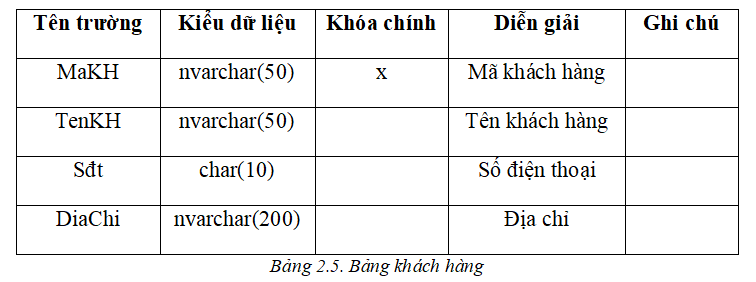 Tên trường Kiểu dữ liệu Khóa chính Diễn giải Ghi chú
MaKH nvarchar(50) x Mã khách hàng
TenKH nvarchar(50) Tên khách hàng
Sđt char(10) Số điện thoại
DiaChi nvarchar(200) Địa chỉ
Bảng 2.5. Bảng khách hàng